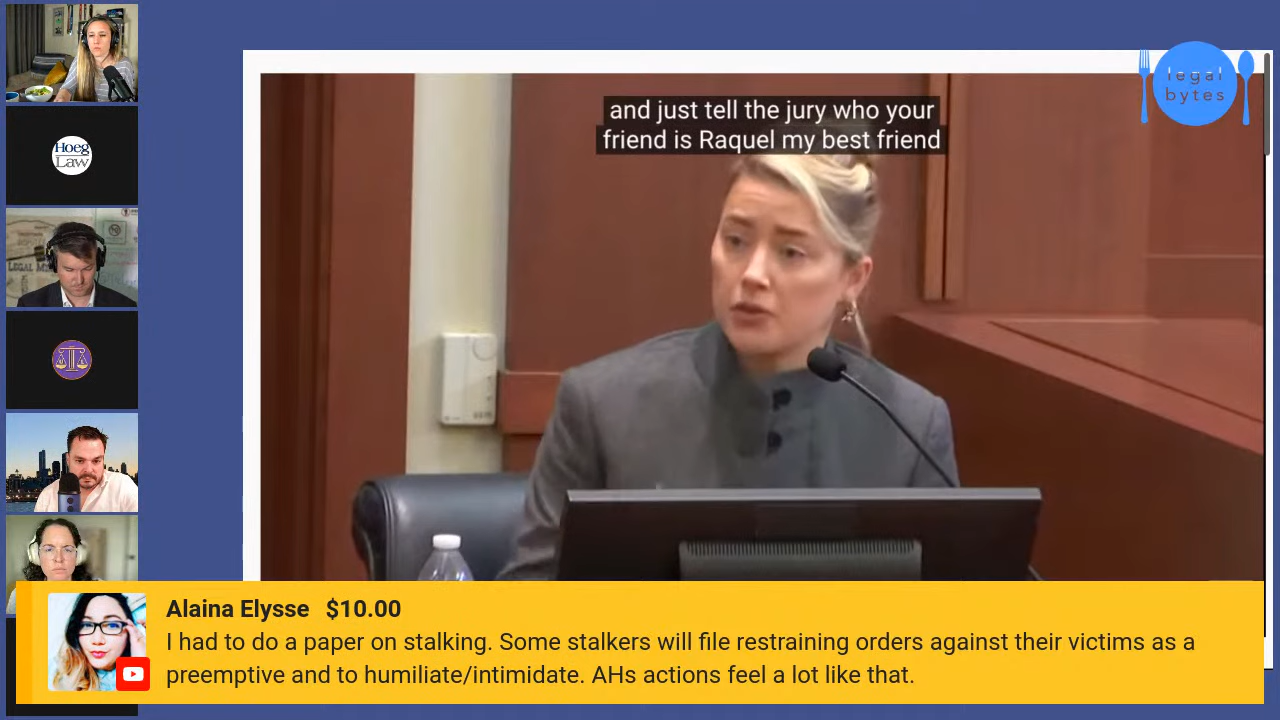 legal
bytes
and just tell the jury who your
friend is Raquel my best friend
Hoeg
Law
Alaina Elysse $10.00
I had to do a paper on stalking. Some stalkers will file restraining orders against their victims as a
preemptive and to humiliate/intimidate. AHs actions feel a lot like that.